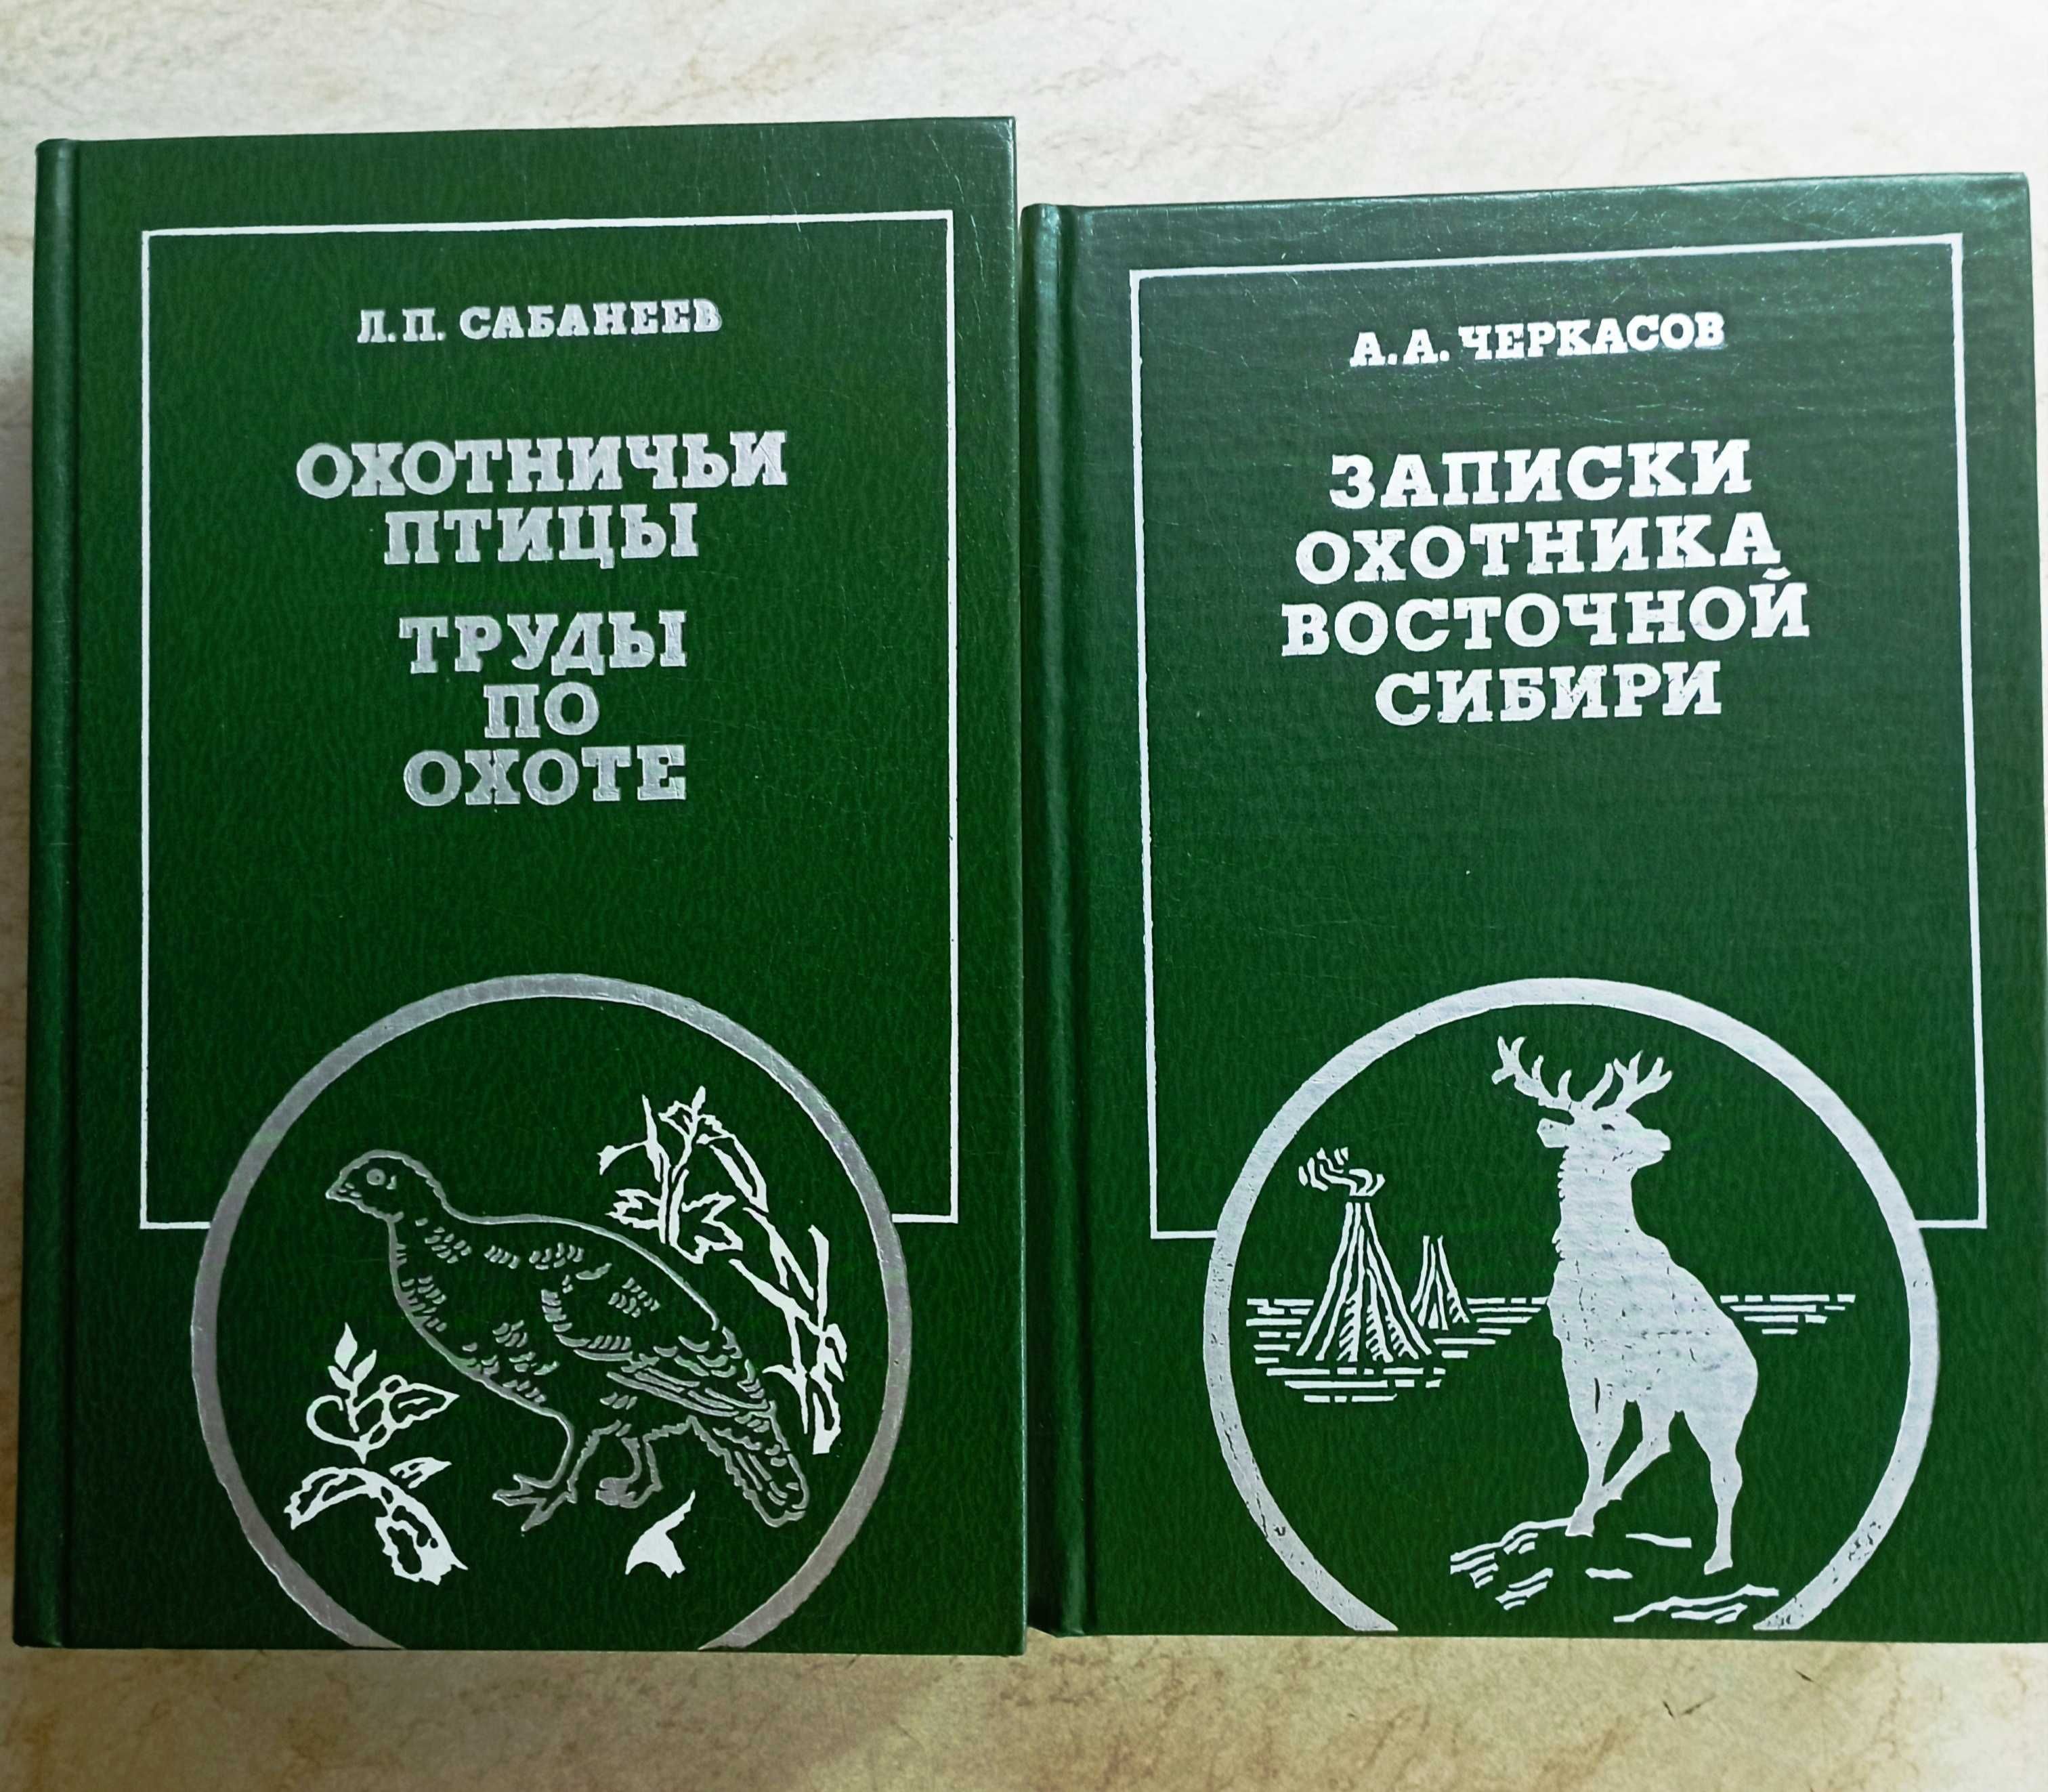 Л.П. САБАНЕЕВ
ОХОТНИЧЬИ
ПТИЦЫ
ТРУДЫ
ПО
ОХОТЕ
А.А. ЧЕРКАСОВ
ЗАПИСКИ
ОХОТНИКА
ВОСТОЧНОЙ
СИБИРИ